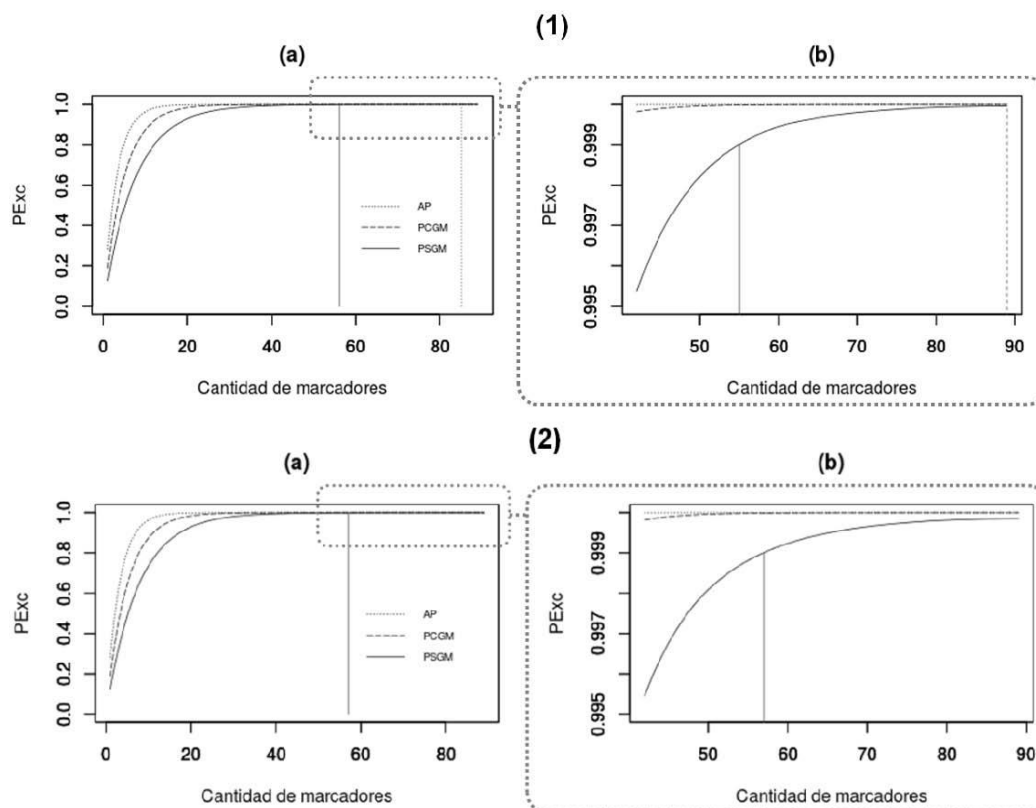 (1)
(a)
PExc
1.0
0.8
0.6
0.4
0.2
0.0
AP
PCGM
PSGM
0 20 40 60 80
Cantidad de marcadores
(b)
PExc
0.999
0.997
0.995
50 60 70 80 90
Cantidad de marcadores
(2)
(a)
PExc
1.0
0.8
0.6
0.4
0.2
0.0
AP
PCGM
PSGM
0 20 40 60 80
Cantidad de marcadores
(b)
PExc
0.999
0.997
0.995
50 60 70 80 90
Cantidad de marcadores